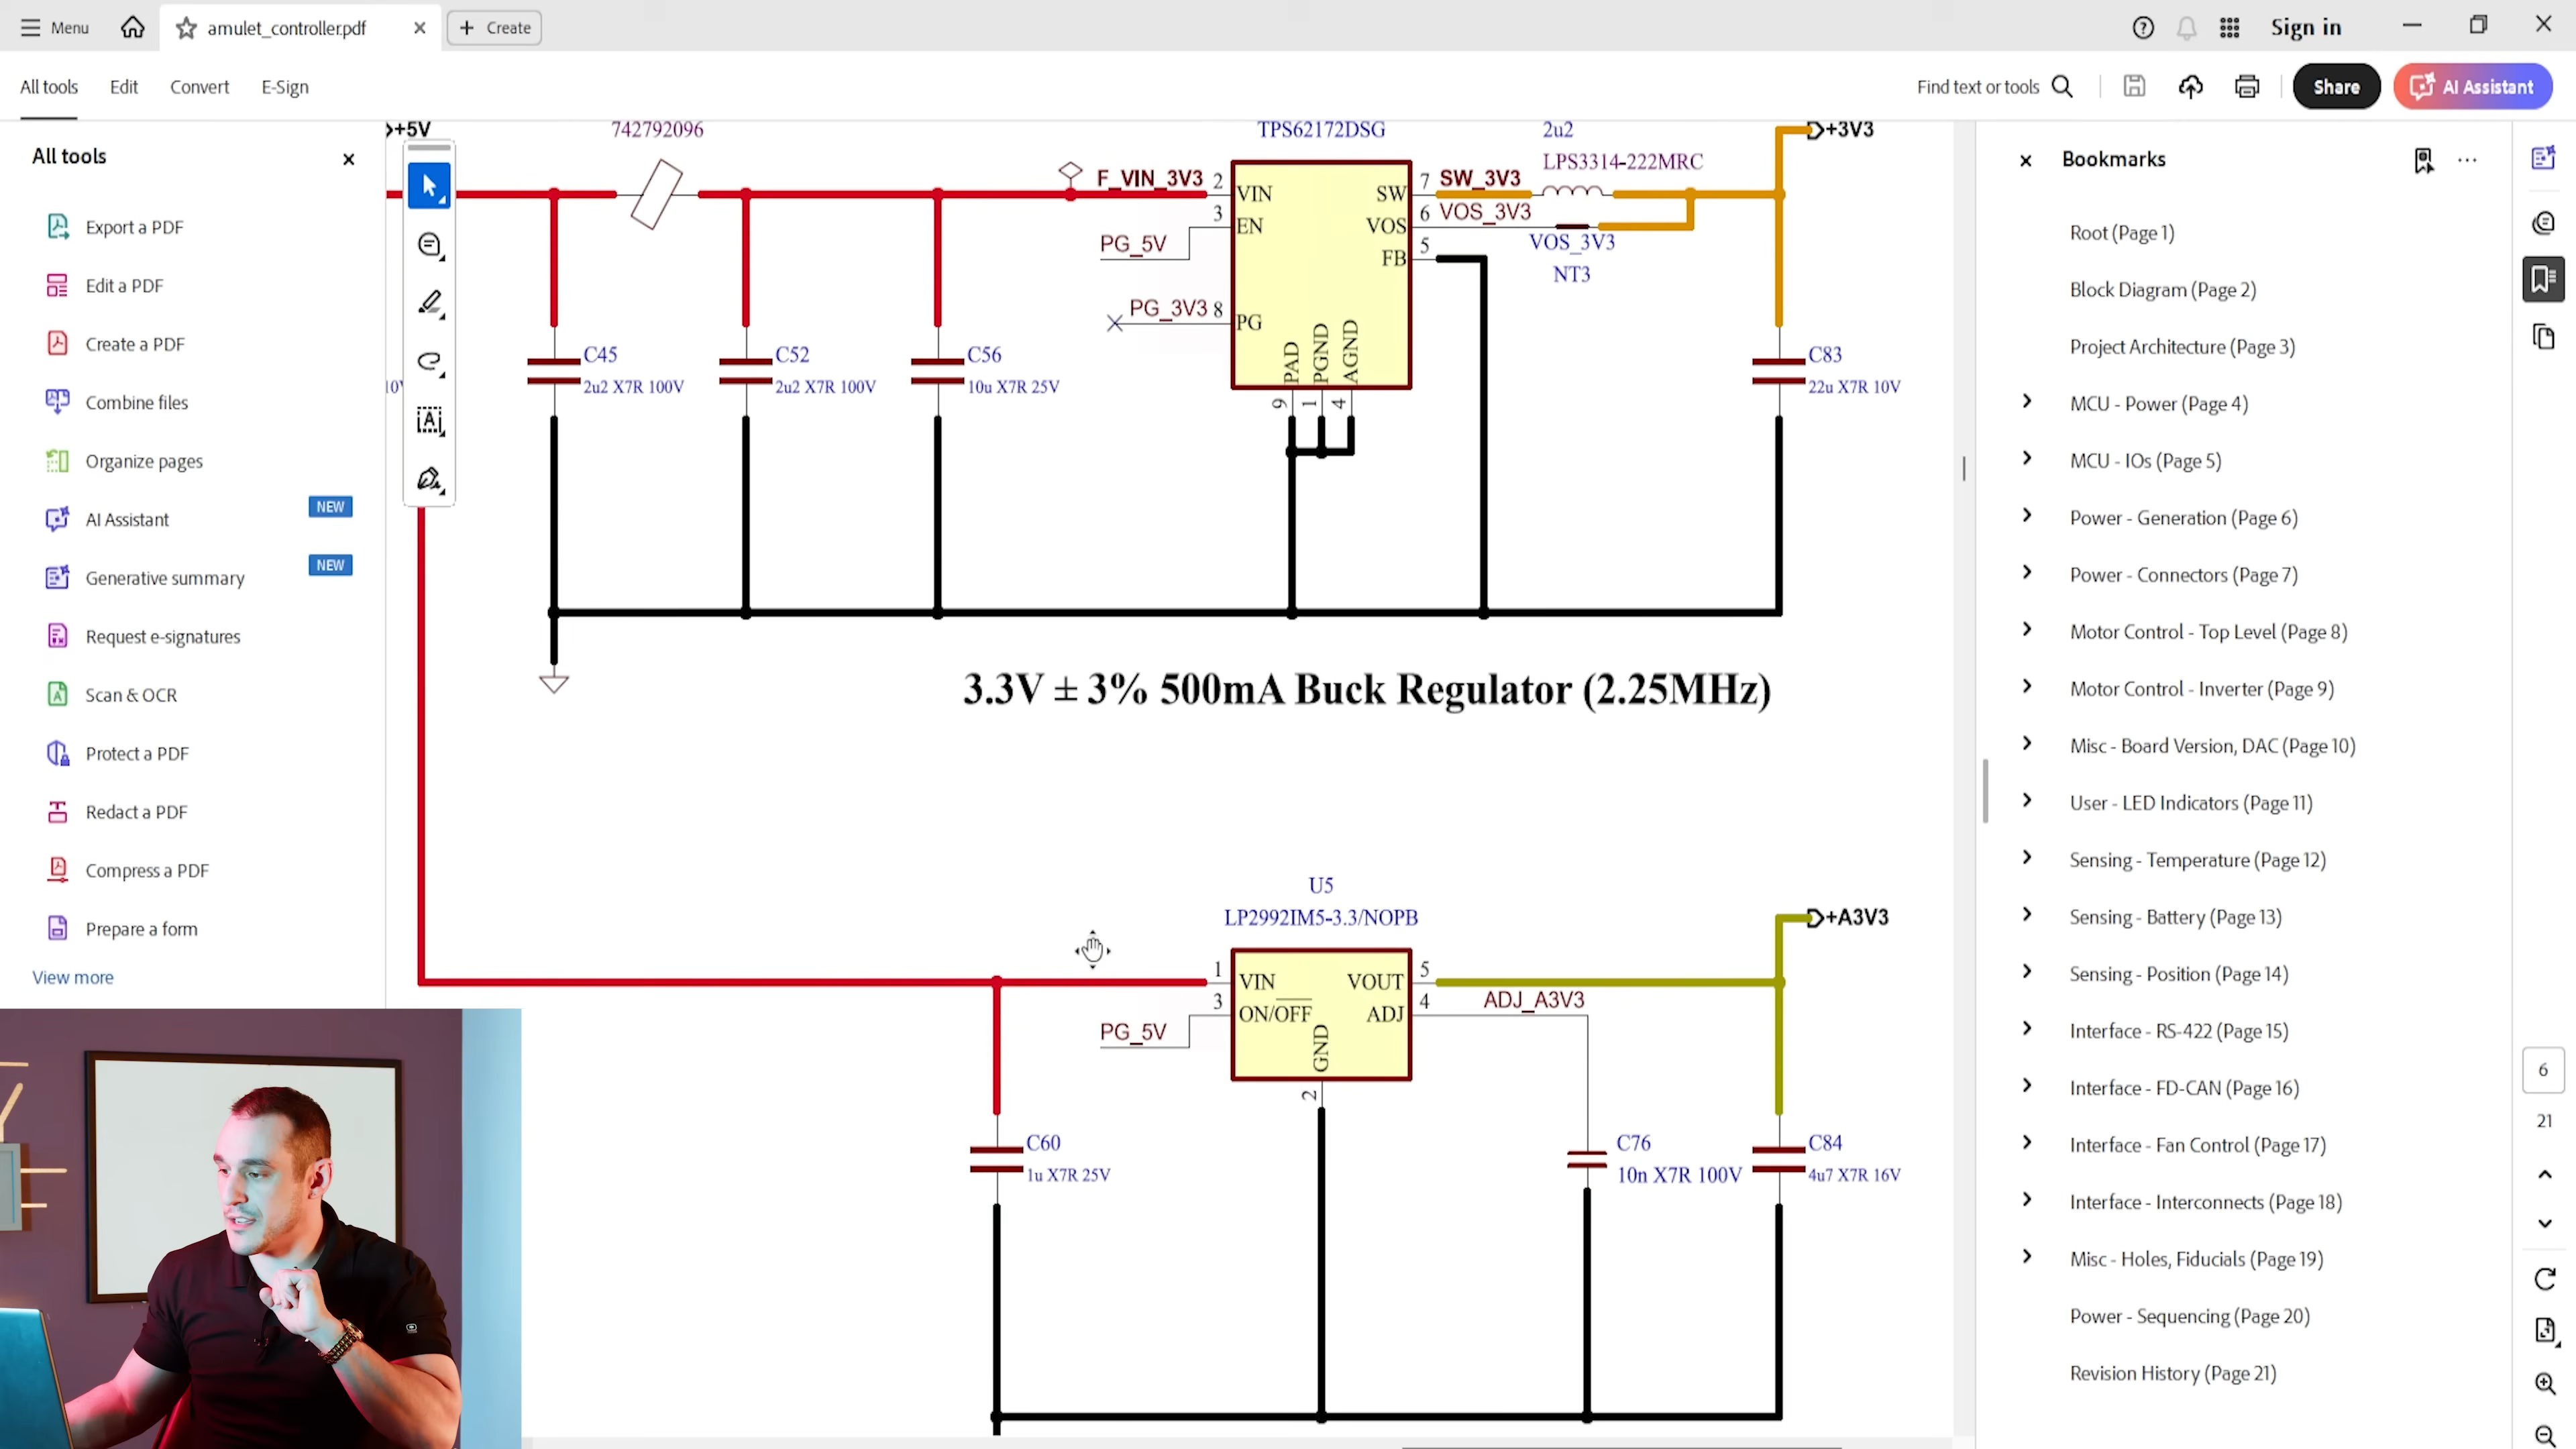 Menu
amulet_controller.pdf
Create
Sign in
All tools
Edit
Convert
E-Sign
Find text or tools
Share
AI Assistant
All tools
Export a PDF
Edit a PDF
Create a PDF
Combine files
Organize pages
AI Assistant
NEW
Generative summary
NEW
Request e-signatures
Scan & OCR
Protect a PDF
Redact a PDF
Compress a PDF
Prepare a form
View more
+5V
742792096
TPS62172DSG
2u2
LPS3314-222MRC
+3V3
F_VIN_3V3
2
VIN
3
EN
PG_5V
PG_3V3
8
PG
SW
7
SW_3V3
VOS
6
VOS_3V3
FB
5
VOS_3V3
NT3
PAD
PGND
AGND
9
1
4
C45
2u2 X7R 100V
C52
2u2 X7R 100V
C56
10u X7R 25V
C83
22u X7R 10V
3.3V ± 3% 500mA Buck Regulator (2.25MHz)
U5
LP2992IM5-3.3/NOPB
+A3V3
1
VIN
3
ON/OFF
PG_5V
VOUT
5
ADJ
4
ADJ_A3V3
GND
2
C60
1u X7R 25V
C76
10n X7R 100V
C84
4u7 X7R 16V
Bookmarks
Root (Page 1)
Block Diagram (Page 2)
Project Architecture (Page 3)
MCU - Power (Page 4)
MCU - IOs (Page 5)
Power - Generation (Page 6)
Power - Connectors (Page 7)
Motor Control - Top Level (Page 8)
Motor Control - Inverter (Page 9)
Misc - Board Version, DAC (Page 10)
User - LED Indicators (Page 11)
Sensing - Temperature (Page 12)
Sensing - Battery (Page 13)
Sensing - Position (Page 14)
Interface - RS-422 (Page 15)
Interface - FD-CAN (Page 16)
Interface - Fan Control (Page 17)
Interface - Interconnects (Page 18)
Misc - Holes, Fiducials (Page 19)
Power - Sequencing (Page 20)
Revision History (Page 21)
6
21